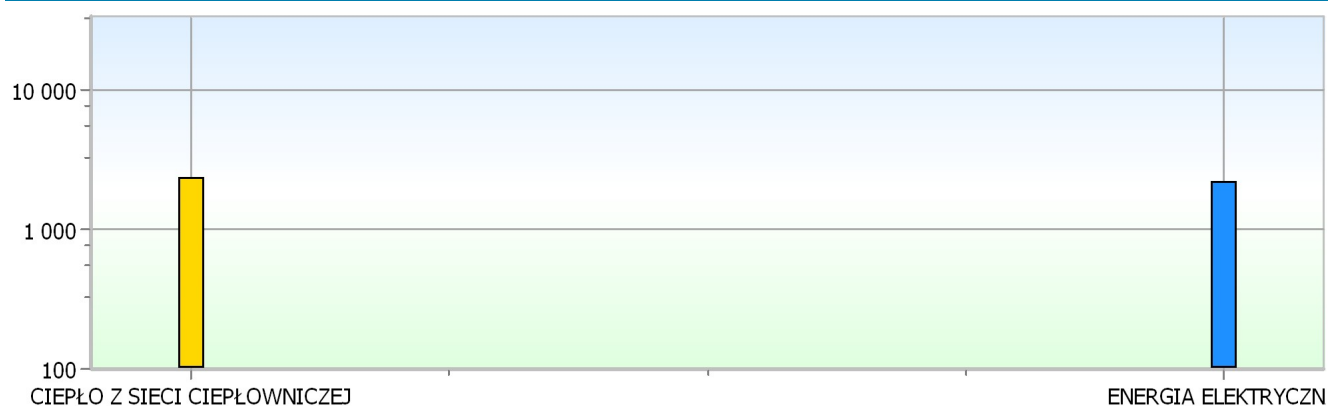 10 000
1 000
100
CIEPŁO Z SIECI CIEPŁOWNICZEJ
ENERGIA ELEKTRYCZN